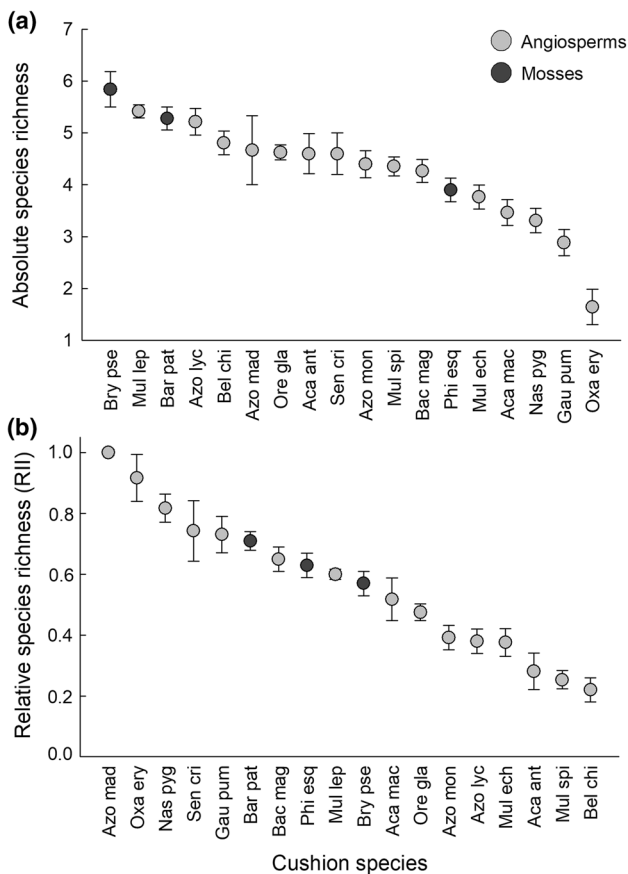 (a)
7
6
5
4
3
2
1
Absolute species richness
Angiosperms
Mosses
Bry pse
Mul lep
Bar pat
Azo lyc
Bel chi
Azo mad
Ore gla
Aca ant
Sen cri
Azo mon
Mul spi
Bac mag
Phi esq
Mul ech
Aca mac
Nas pyg
Gau pum
Oxa ery
(b)
1.0
0.8
0.6
0.4
0.2
0.0
Relative species richness (RII)
Azo mad
Oxa ery
Nas pyg
Sen cri
Gau pum
Bar pat
Bac mag
Phi esq
Mul lep
Bry pse
Aca mac
Ore gla
Azo mon
Azo lyc
Mul ech
Aca ant
Mul spi
Bel chi
Cushion species